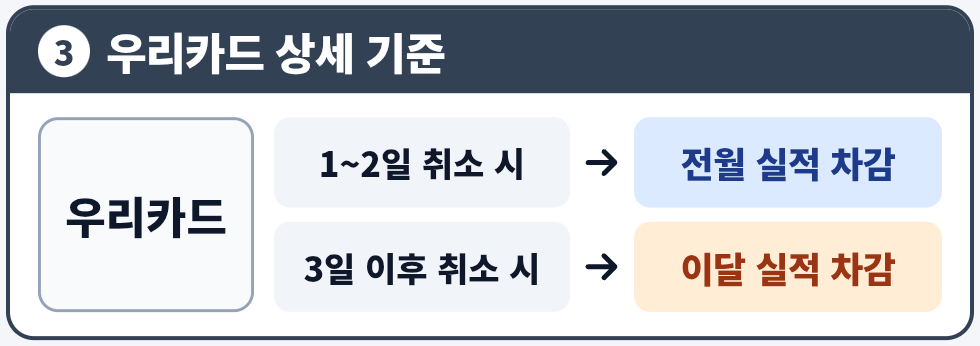 3 우리카드 상세 기준
우리카드
1~2일 취소 시 → 전월 실적 차감
3일 이후 취소 시 → 이달 실적 차감